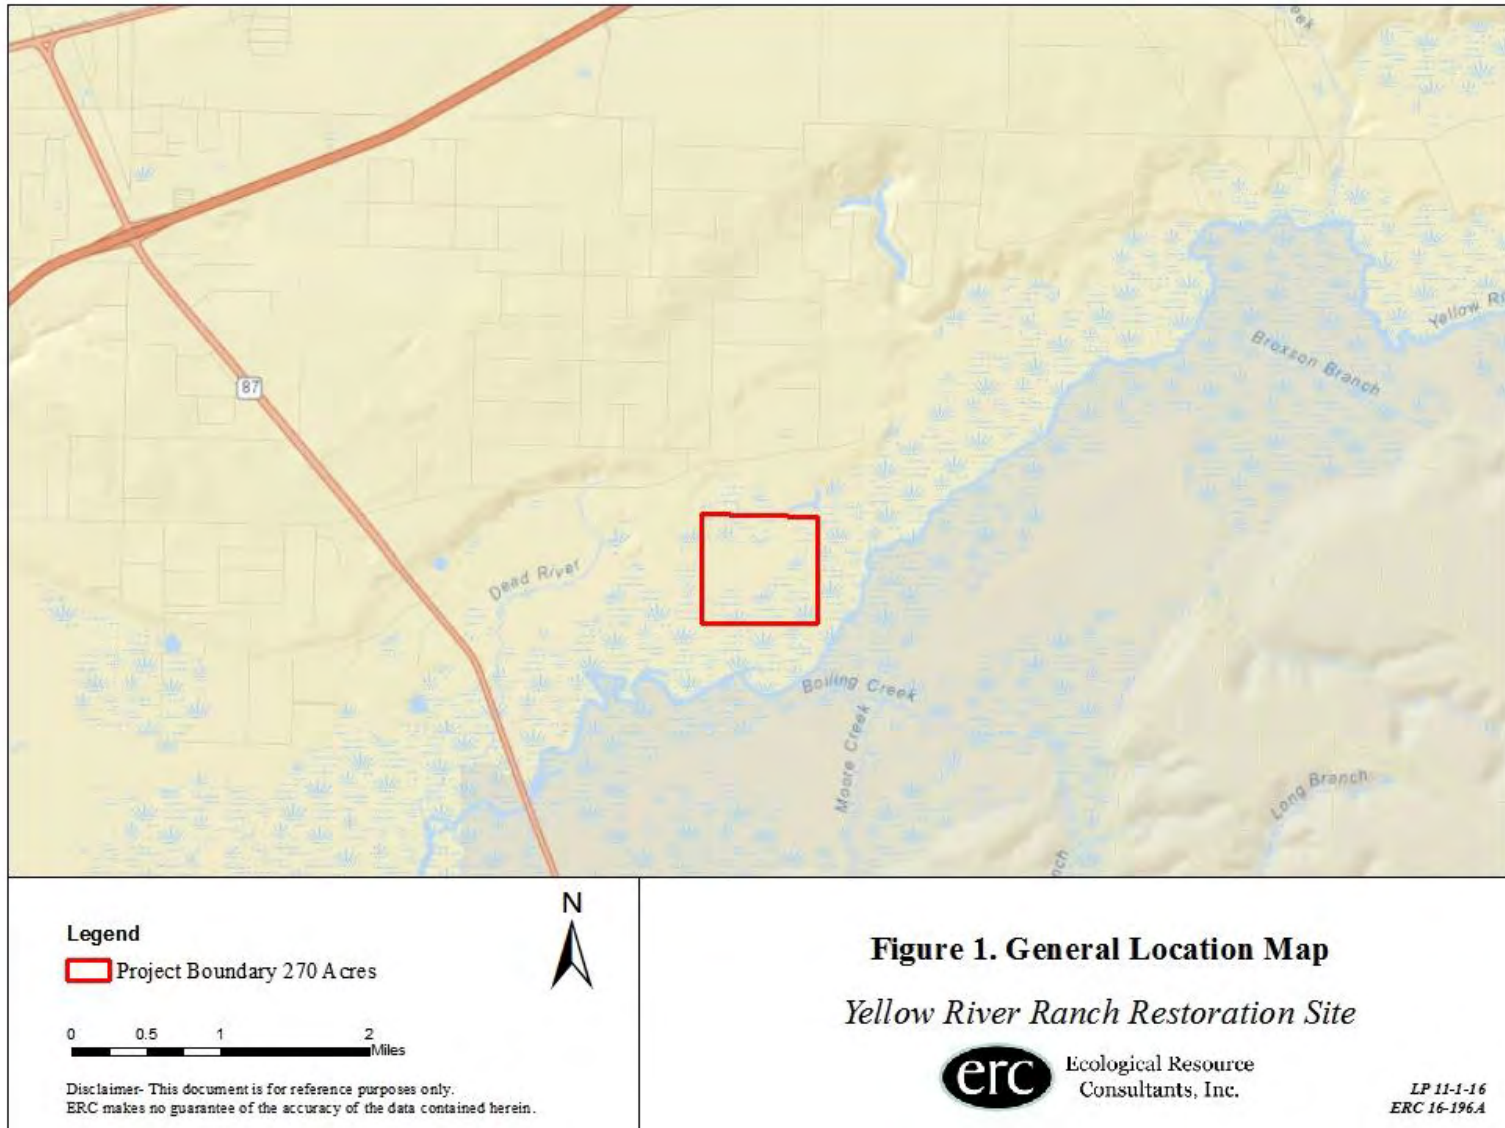 eek
Yellow R
Broxson Branch
87
Dead River
Boiling Creek
Moore Creek
Long Branch
nch
Legend
Project Boundary 270 Acres
N
0 0.5 1 2
Miles
Disclaimer- This document is for reference purposes only.
ERC makes no guarantee of the accuracy of the data contained herein.
Figure 1. General Location Map
Yellow River Ranch Restoration Site
erc
Ecological Resource
Consultants, Inc.
LP 11-1-16
ERC 16-196A